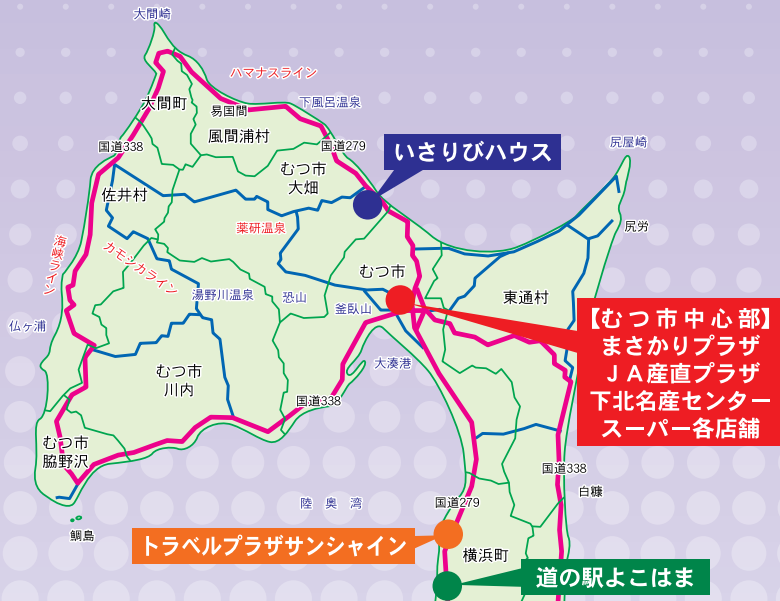 大間崎
ハマナスライン
大間町
易国間
下風呂温泉
風間浦村
国道338
国道279
いさりびハウス
尻屋崎
むつ市
大畑
佐井村
薬研温泉
尻労
海峡ライン
カモシカライン
むつ市
湯野川温泉
恐山
釜臥山
東通村
仏ヶ浦
【むつ市中心部】
まさかりプラザ
ＪＡ産直プラザ
下北名産センター
スーパー各店舗
大湊港
むつ市
川内
国道338
むつ市
脇野沢
国道338
白糠
陸奥湾
国道279
鯛島
トラベルプラザサンシャイン
横浜町
道の駅よこはま